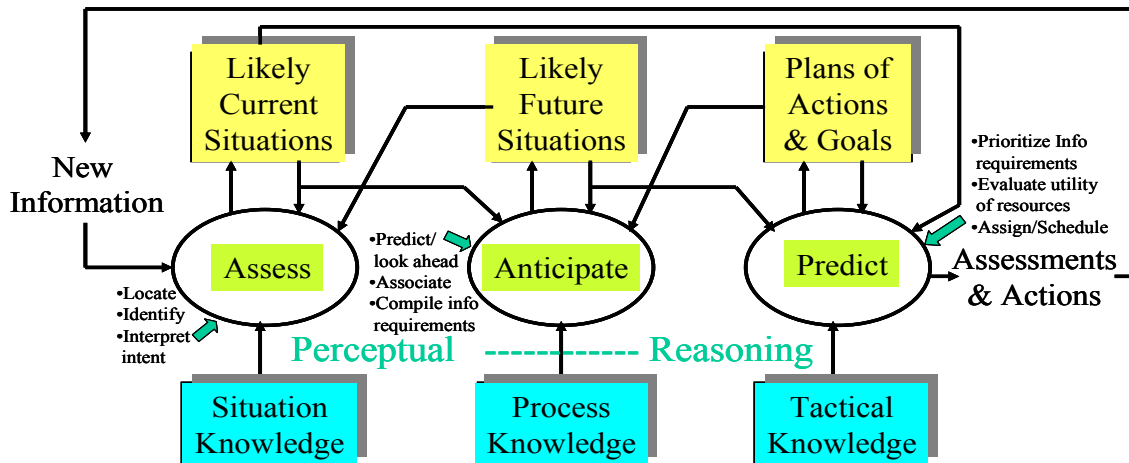 Likely
Current
Situations
Likely
Future
Situations
Plans of
Actions
& Goals
New
Information
•Prioritize Info
requirements
•Evaluate utility
of resources
•Assign/Schedule
Assess
•Predict/
look ahead
•Associate
•Compile info
requirements
Anticipate
Predict
Assessments
& Actions
•Locate
•Identify
•Interpret
intent
Perceptual ------------ Reasoning
Situation
Knowledge
Process
Knowledge
Tactical
Knowledge